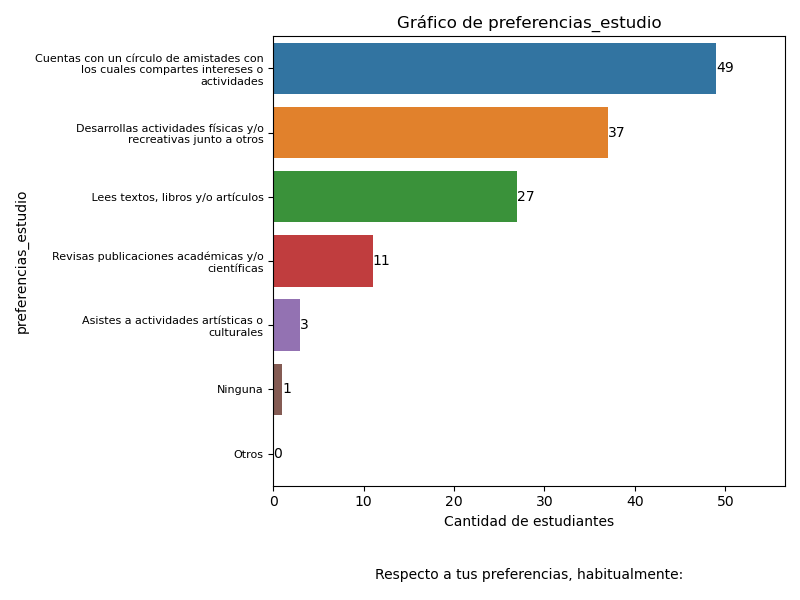 Gráfico de preferencias_estudio
Cuentas con un círculo de amistades con
los cuales compartes intereses o
actividades
49
Desarrollas actividades físicas y/o
recreativas junto a otros
37
Lees textos, libros y/o artículos
27
Revisas publicaciones académicas y/o
científicas
11
Asistes a actividades artísticas o
culturales
3
Ninguna
1
Otros
0
preferencias_estudio
0 10 20 30 40 50
Cantidad de estudiantes
Respecto a tus preferencias, habitualmente: